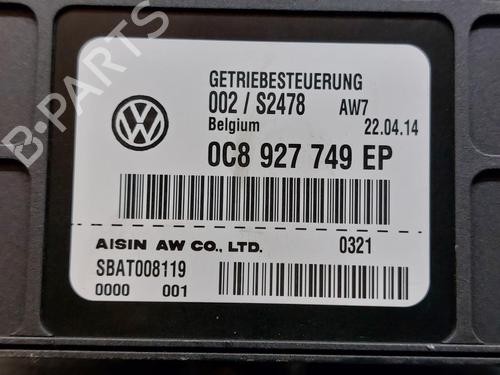 B-PARTS
GETRIEBESTEUERUNG
002 / S2478 AW7
Belgium 22.04.14
0C8 927 749 EP
AISIN AW CO., LTD. 0321
SBAT008119
0000 001